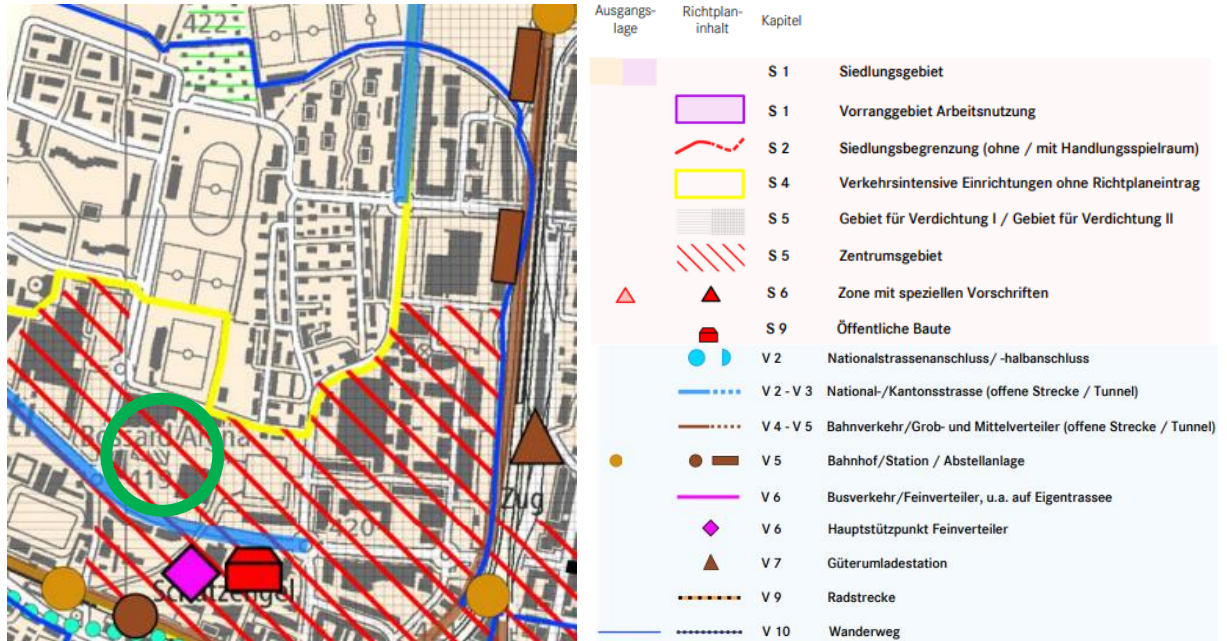 422
Bossard Arena
419
420
Zug
Schutzengel
Ausgangs-
lage
Richtplan-
inhalt
Kapitel
S 1 Siedlungsgebiet
S 1 Vorranggebiet Arbeitsnutzung
S 2 Siedlungsbegrenzung (ohne / mit Handlungsspielraum)
S 4 Verkehrsintensive Einrichtungen ohne Richtplaneintrag
S 5 Gebiet für Verdichtung I / Gebiet für Verdichtung II
S 5 Zentrumsgebiet
S 6 Zone mit speziellen Vorschriften
S 9 Öffentliche Baute
V 2 Nationalstrassenanschluss/ -halbanschluss
V 2 - V 3 National-/Kantonsstrasse (offene Strecke / Tunnel)
V 4 - V 5 Bahnverkehr/Grob- und Mittelverteiler (offene Strecke / Tunnel)
V 5 Bahnhof/Station / Abstellanlage
V 6 Busverkehr/Feinverteiler, u.a. auf Eigentrassee
V 6 Hauptstützpunkt Feinverteiler
V 7 Güterumladestation
V 9 Radstrecke
V 10 Wanderweg